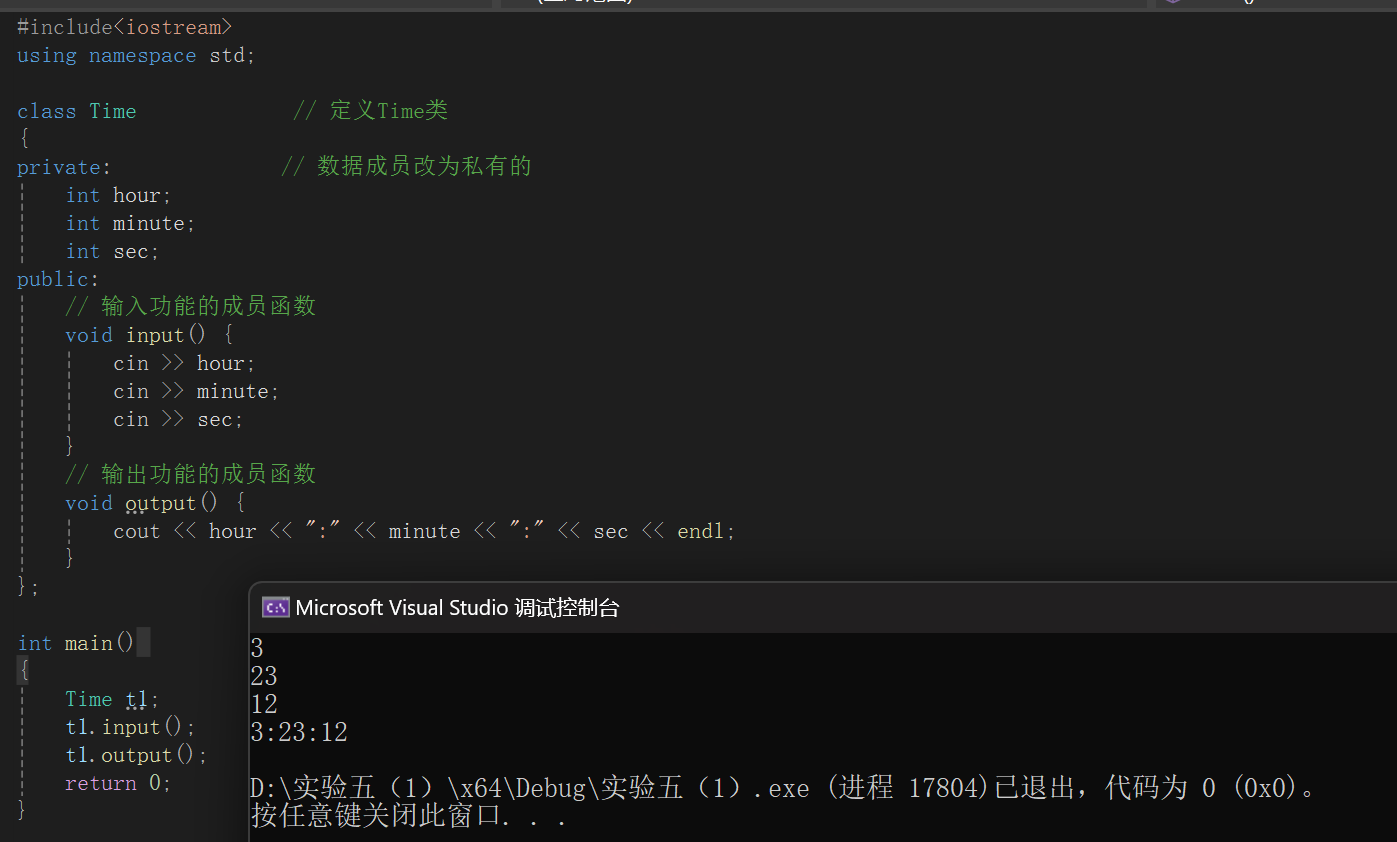 #include<iostream>
using namespace std;
class Time // 定义Time类
{
private: // 数据成员改为私有的
int hour;
int minute;
int sec;
public:
// 输入功能的成员函数
void input() {
cin >> hour;
cin >> minute;
cin >> sec;
}
// 输出功能的成员函数
void output() {
cout << hour << ":" << minute << ":" << sec << endl;
}
};
int main()
{
Time tl;
tl.input();
tl.output();
return 0;
}
Microsoft Visual Studio 调试控制台
3
23
12
3:23:12
D:\实验五（1）\x64\Debug\实验五（1）.exe (进程 17804)已退出，代码为 0 (0x0)。
按任意键关闭此窗口. . .